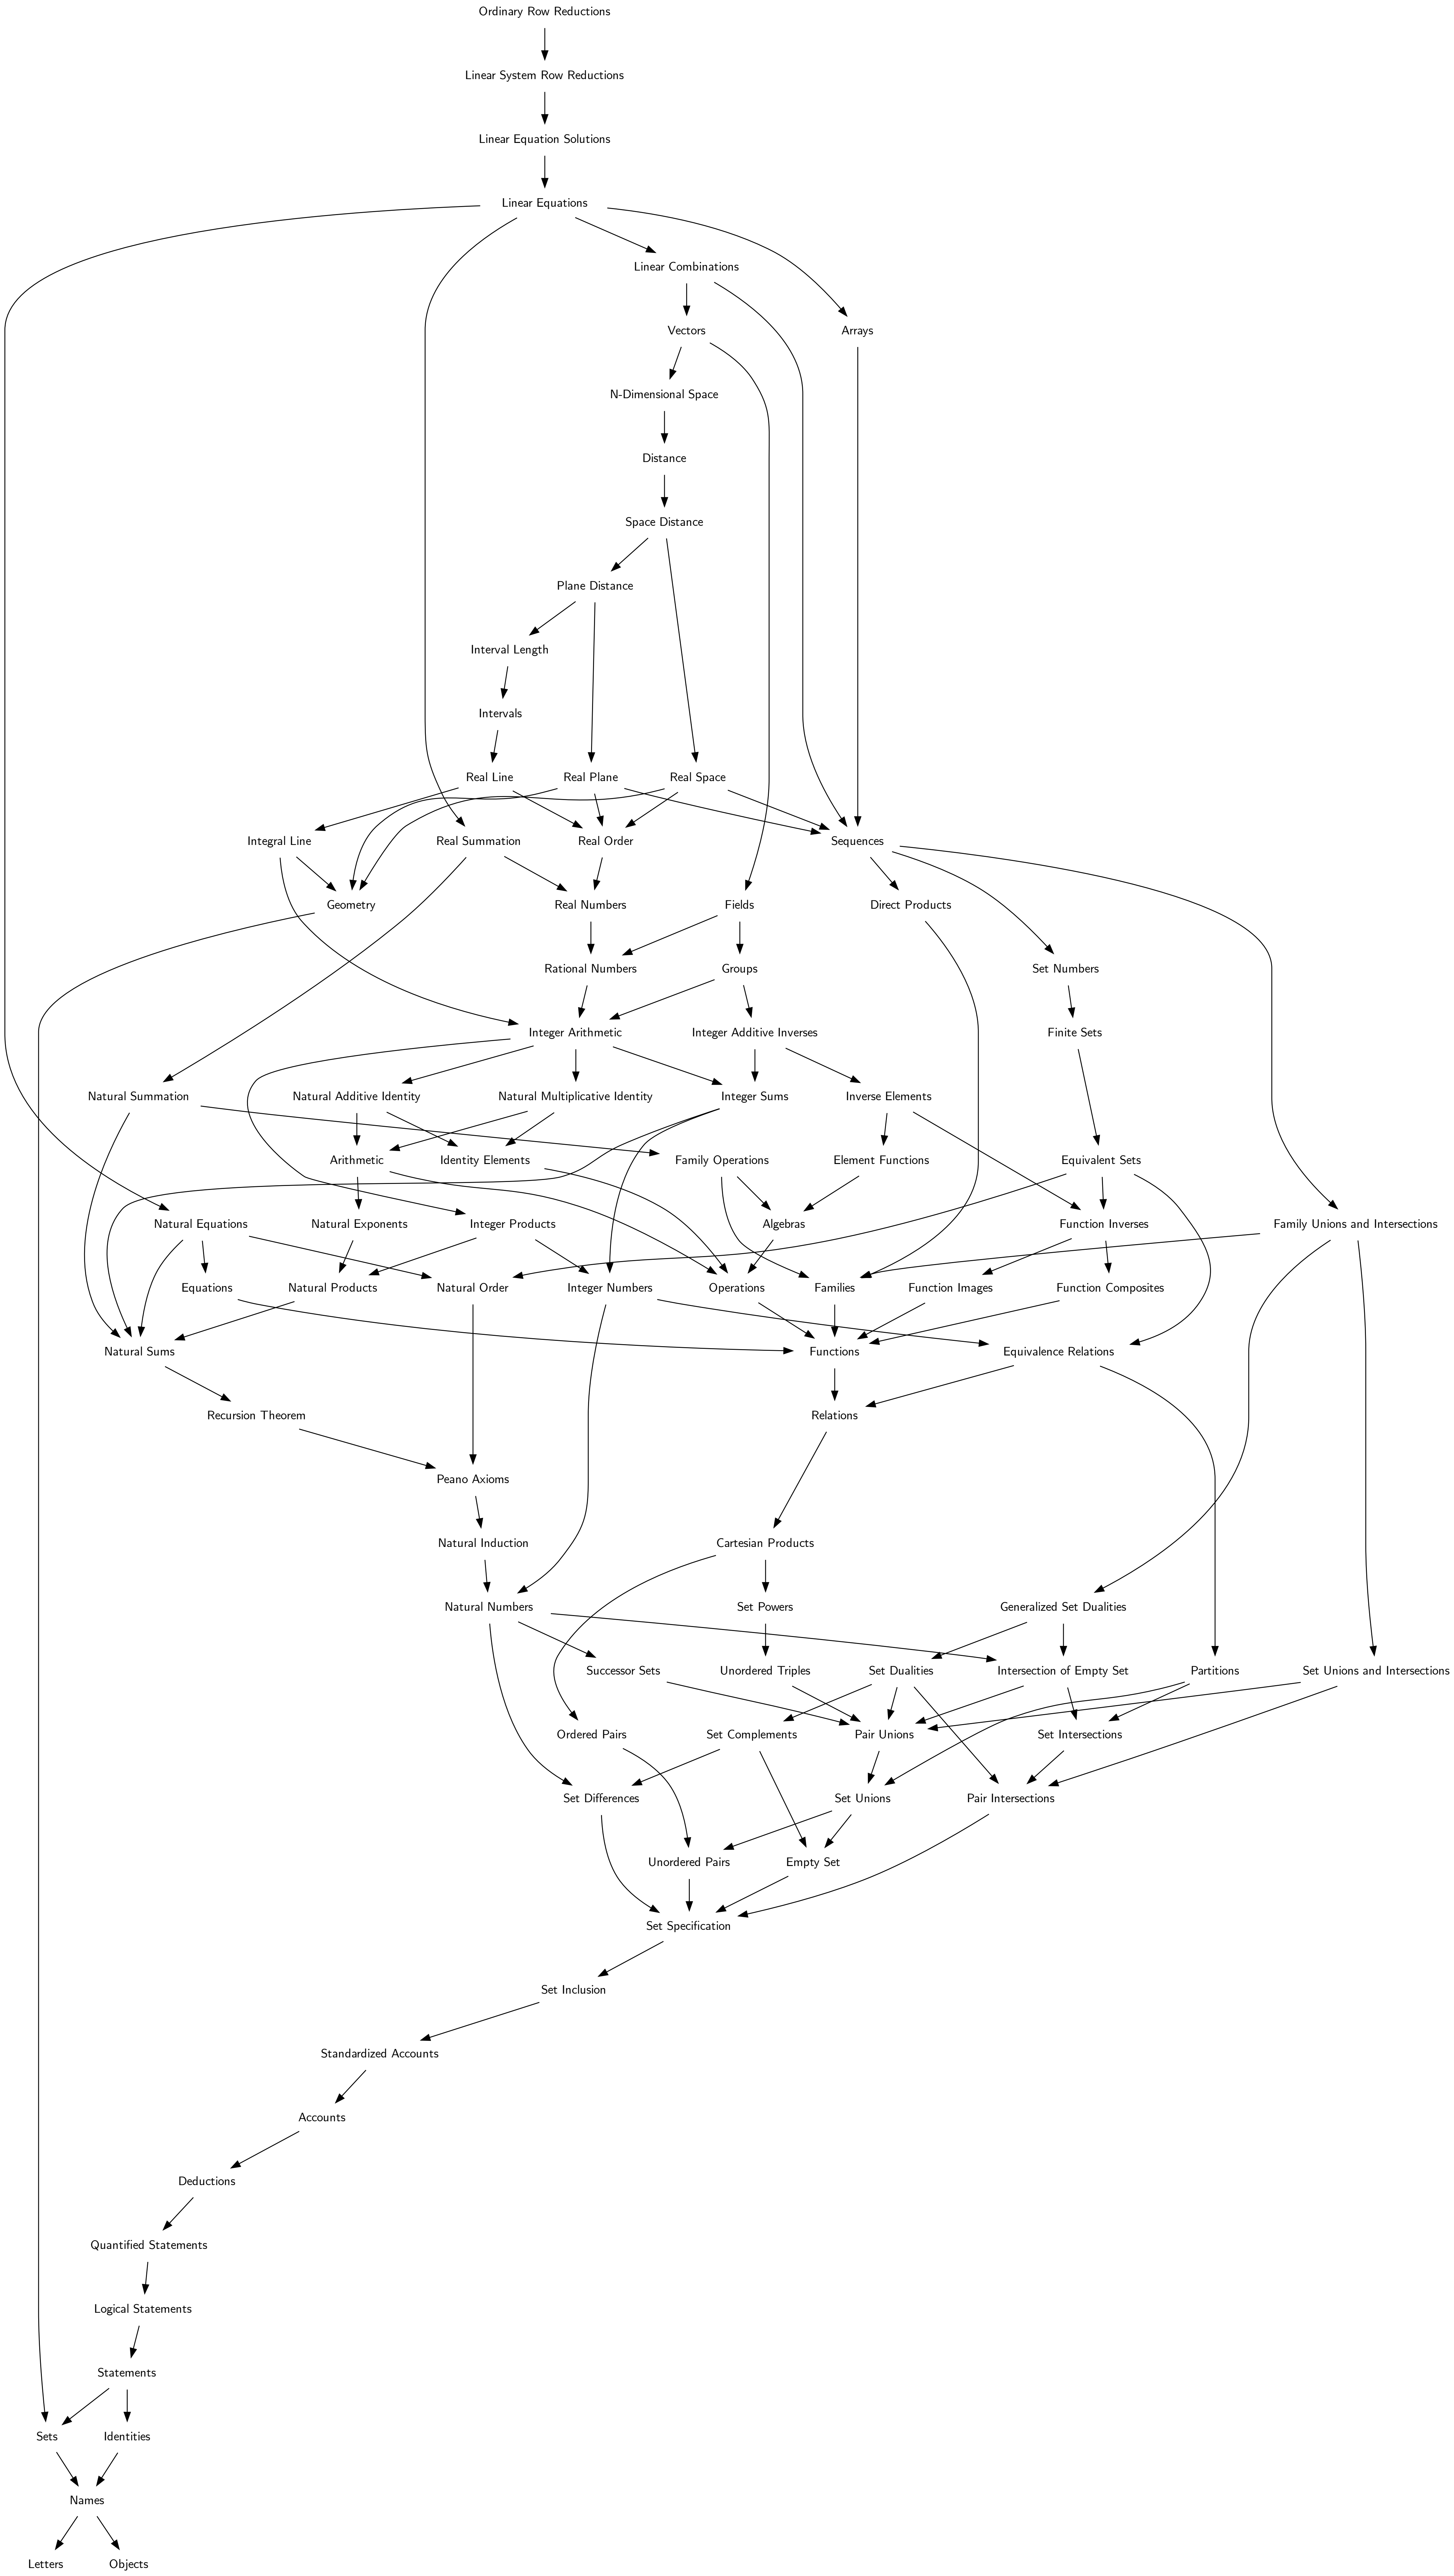 Ordinary Row Reductions
Linear System Row Reductions
Linear Equation Solutions
Linear Equations
Linear Combinations
Vectors
Arrays
N-Dimensional Space
Distance
Space Distance
Plane Distance
Interval Length
Intervals
Real Line
Real Plane
Real Space
Integral Line
Real Summation
Real Order
Sequences
Geometry
Real Numbers
Fields
Direct Products
Rational Numbers
Groups
Set Numbers
Integer Arithmetic
Integer Additive Inverses
Finite Sets
Natural Summation
Natural Additive Identity
Natural Multiplicative Identity
Integer Sums
Inverse Elements
Arithmetic
Identity Elements
Family Operations
Element Functions
Equivalent Sets
Natural Equations
Natural Exponents
Integer Products
Algebras
Function Inverses
Family Unions and Intersections
Equations
Natural Products
Natural Order
Integer Numbers
Operations
Families
Function Images
Function Composites
Natural Sums
Functions
Equivalence Relations
Recursion Theorem
Relations
Peano Axioms
Natural Induction
Cartesian Products
Natural Numbers
Set Powers
Generalized Set Dualities
Successor Sets
Unordered Triples
Set Dualities
Intersection of Empty Set
Partitions
Set Unions and Intersections
Ordered Pairs
Set Complements
Pair Unions
Set Intersections
Set Differences
Set Unions
Pair Intersections
Unordered Pairs
Empty Set
Set Specification
Set Inclusion
Standardized Accounts
Accounts
Deductions
Quantified Statements
Logical Statements
Statements
Sets
Identities
Names
Letters
Objects